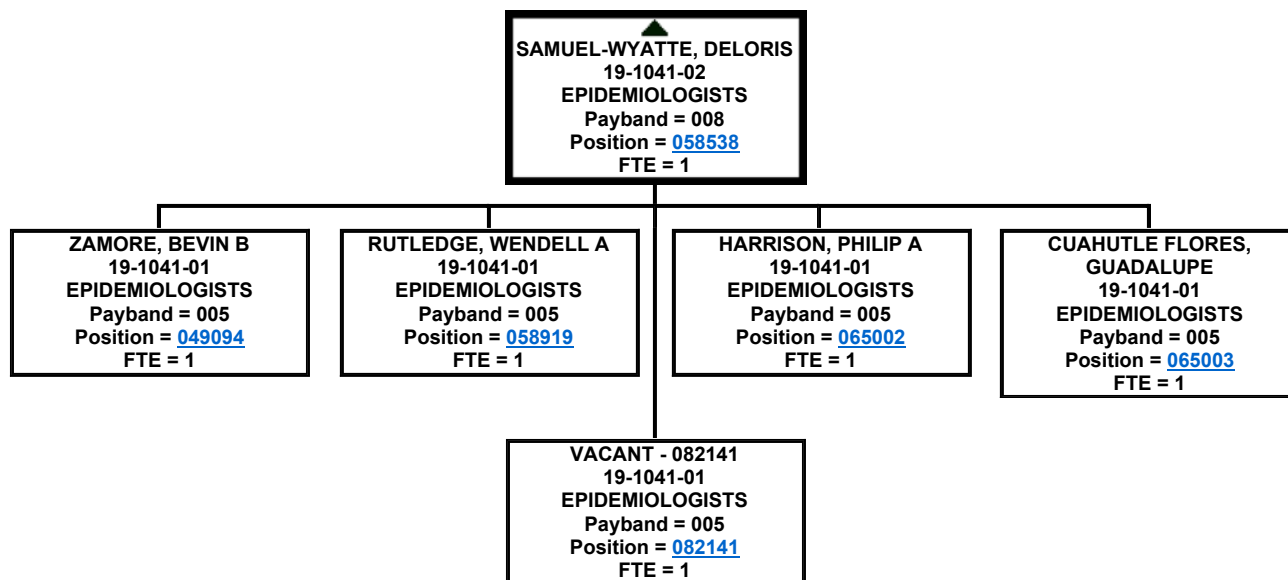 SAMUEL-WYATTE, DELORIS
19-1041-02
EPIDEMIOLOGISTS
Payband = 008
Position = 058538
FTE = 1
ZAMORE, BEVIN B
19-1041-01
EPIDEMIOLOGISTS
Payband = 005
Position = 049094
FTE = 1
RUTLEDGE, WENDELL A
19-1041-01
EPIDEMIOLOGISTS
Payband = 005
Position = 058919
FTE = 1
HARRISON, PHILIP A
19-1041-01
EPIDEMIOLOGISTS
Payband = 005
Position = 065002
FTE = 1
CUAHUTLE FLORES,
GUADALUPE
19-1041-01
EPIDEMIOLOGISTS
Payband = 005
Position = 065003
FTE = 1
VACANT - 082141
19-1041-01
EPIDEMIOLOGISTS
Payband = 005
Position = 082141
FTE = 1